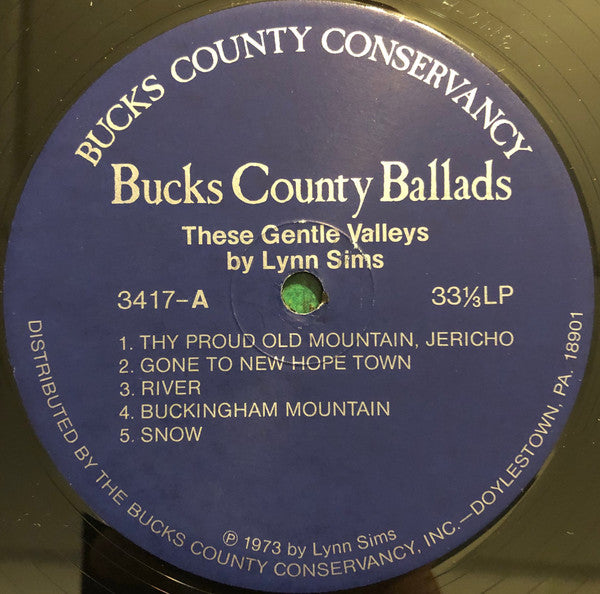 BUCKS COUNTY CONSERVANCY
Bucks County Ballads
These Gentle Valleys
by Lynn Sims
3417-A
33⅓ LP
1. THY PROUD OLD MOUNTAIN, JERICHO
2. GONE TO NEW HOPE TOWN
3. RIVER
4. BUCKINGHAM MOUNTAIN
5. SNOW
℗ 1973 by Lynn Sims
DISTRIBUTED BY THE BUCKS COUNTY CONSERVANCY, INC.—DOYLESTOWN, PA. 18901